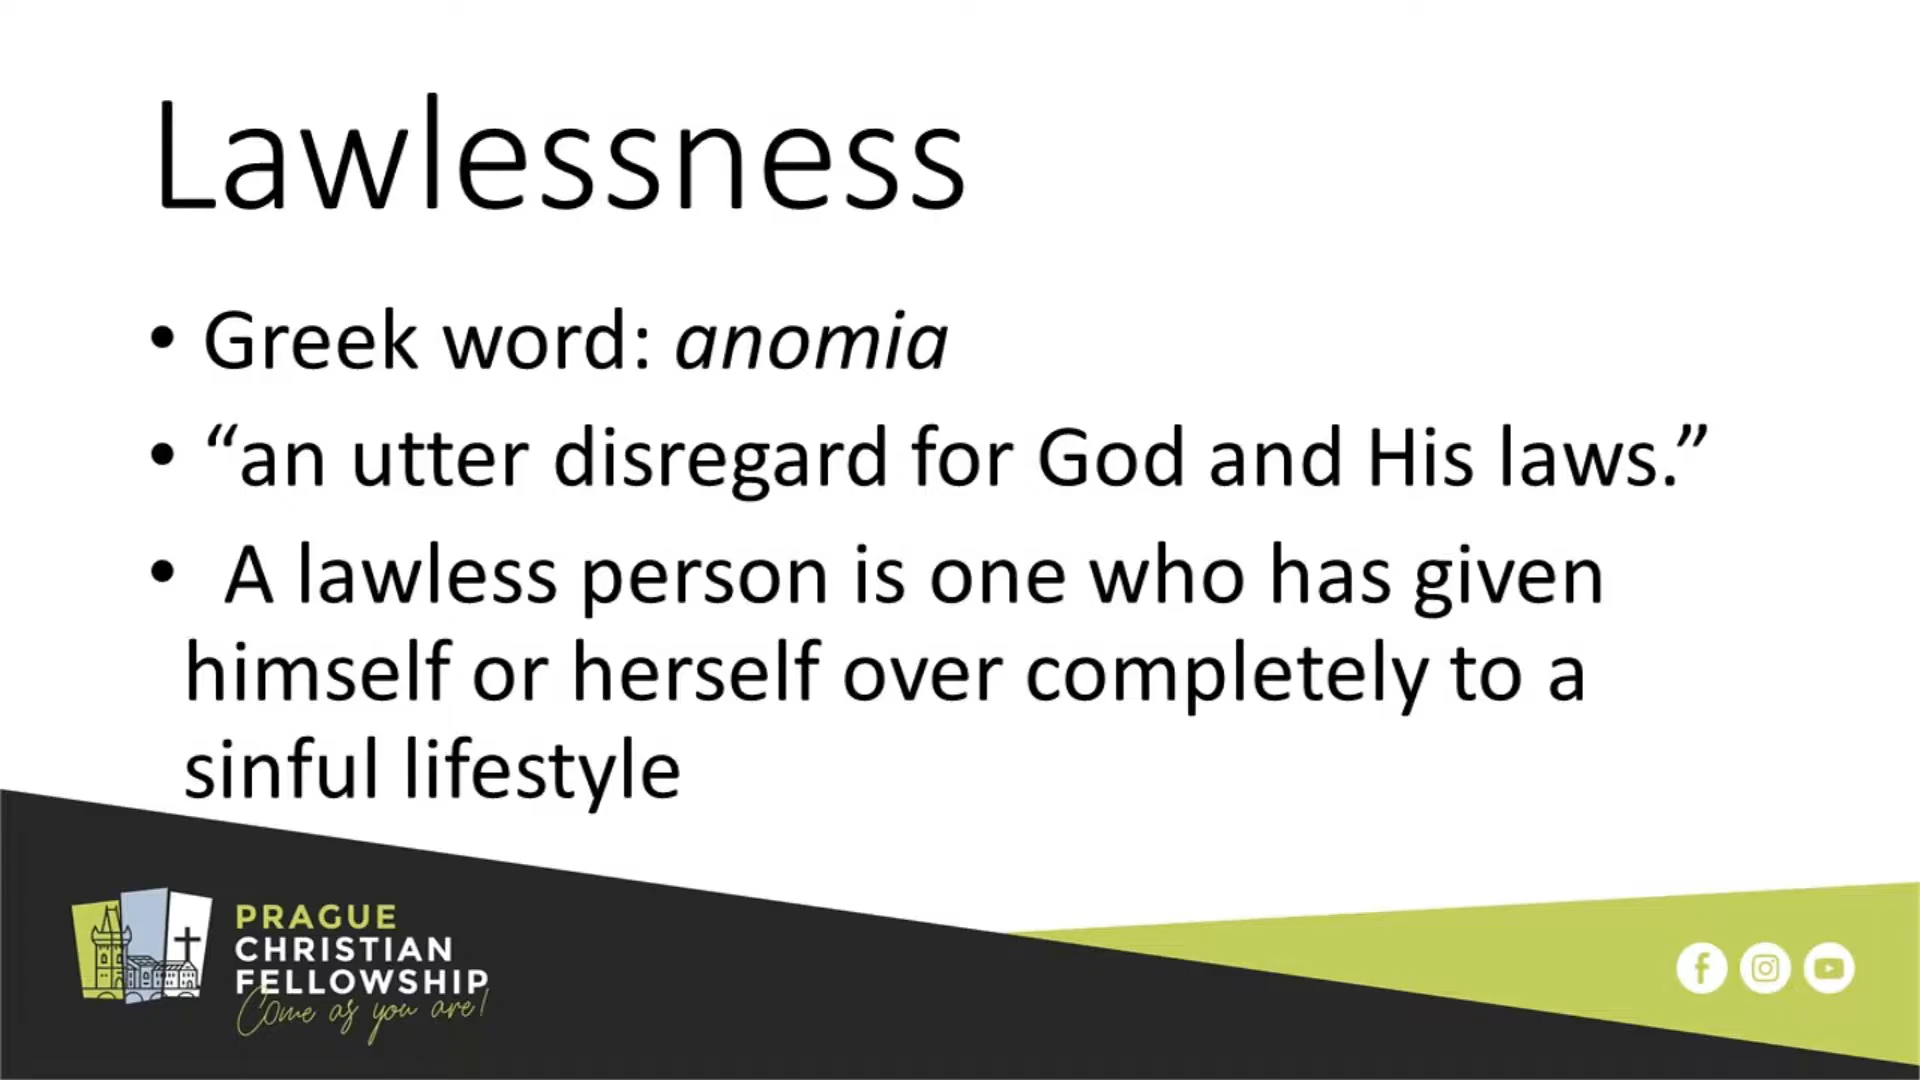 Lawlessness
• Greek word: anomia
• “an utter disregard for God and His laws.”
• A lawless person is one who has given
himself or herself over completely to a
sinful lifestyle
PRAGUE
CHRISTIAN
FELLOWSHIP
Come as you are!